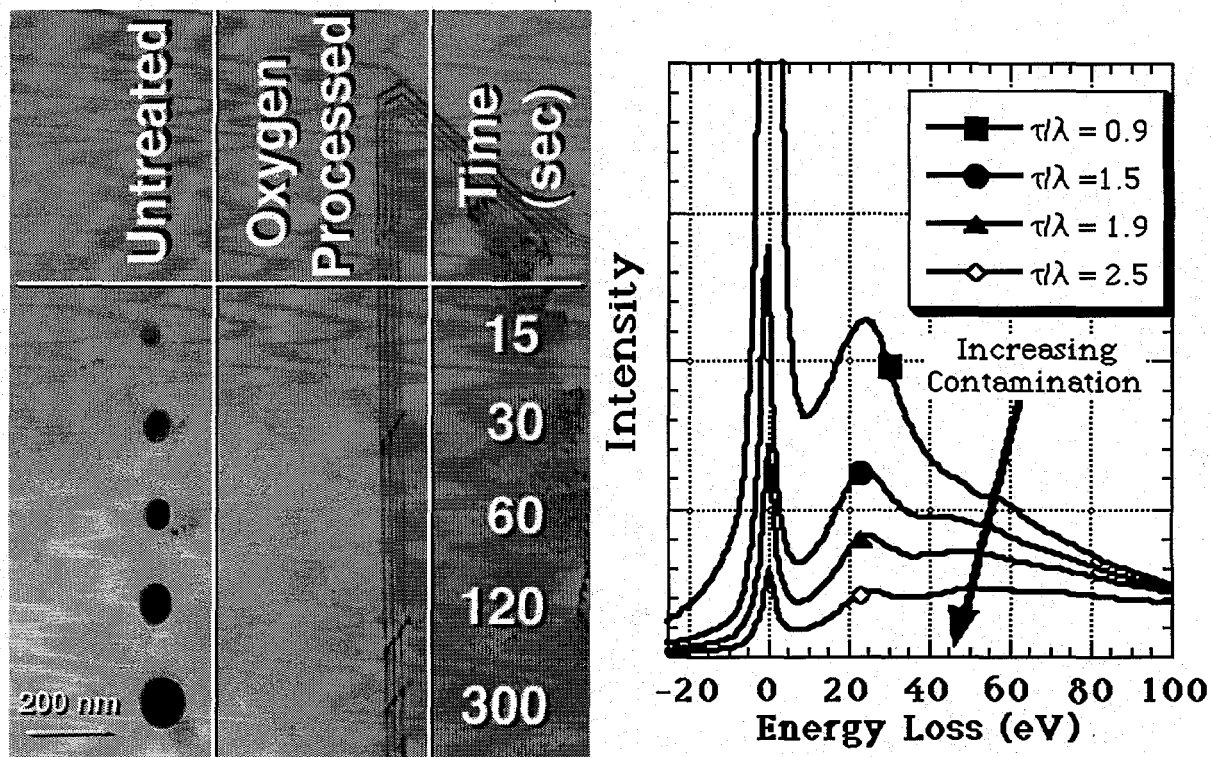 Untreated
Oxygen
Processed
Time
(sec)
15
30
60
120
300
200 nm
τ/λ = 0.9
τ/λ =1.5
τ/λ = 1.9
τ/λ = 2.5
Increasing
Contamination
Intensity
-20 0 20 40 60 80 100
Energy Loss (eV)